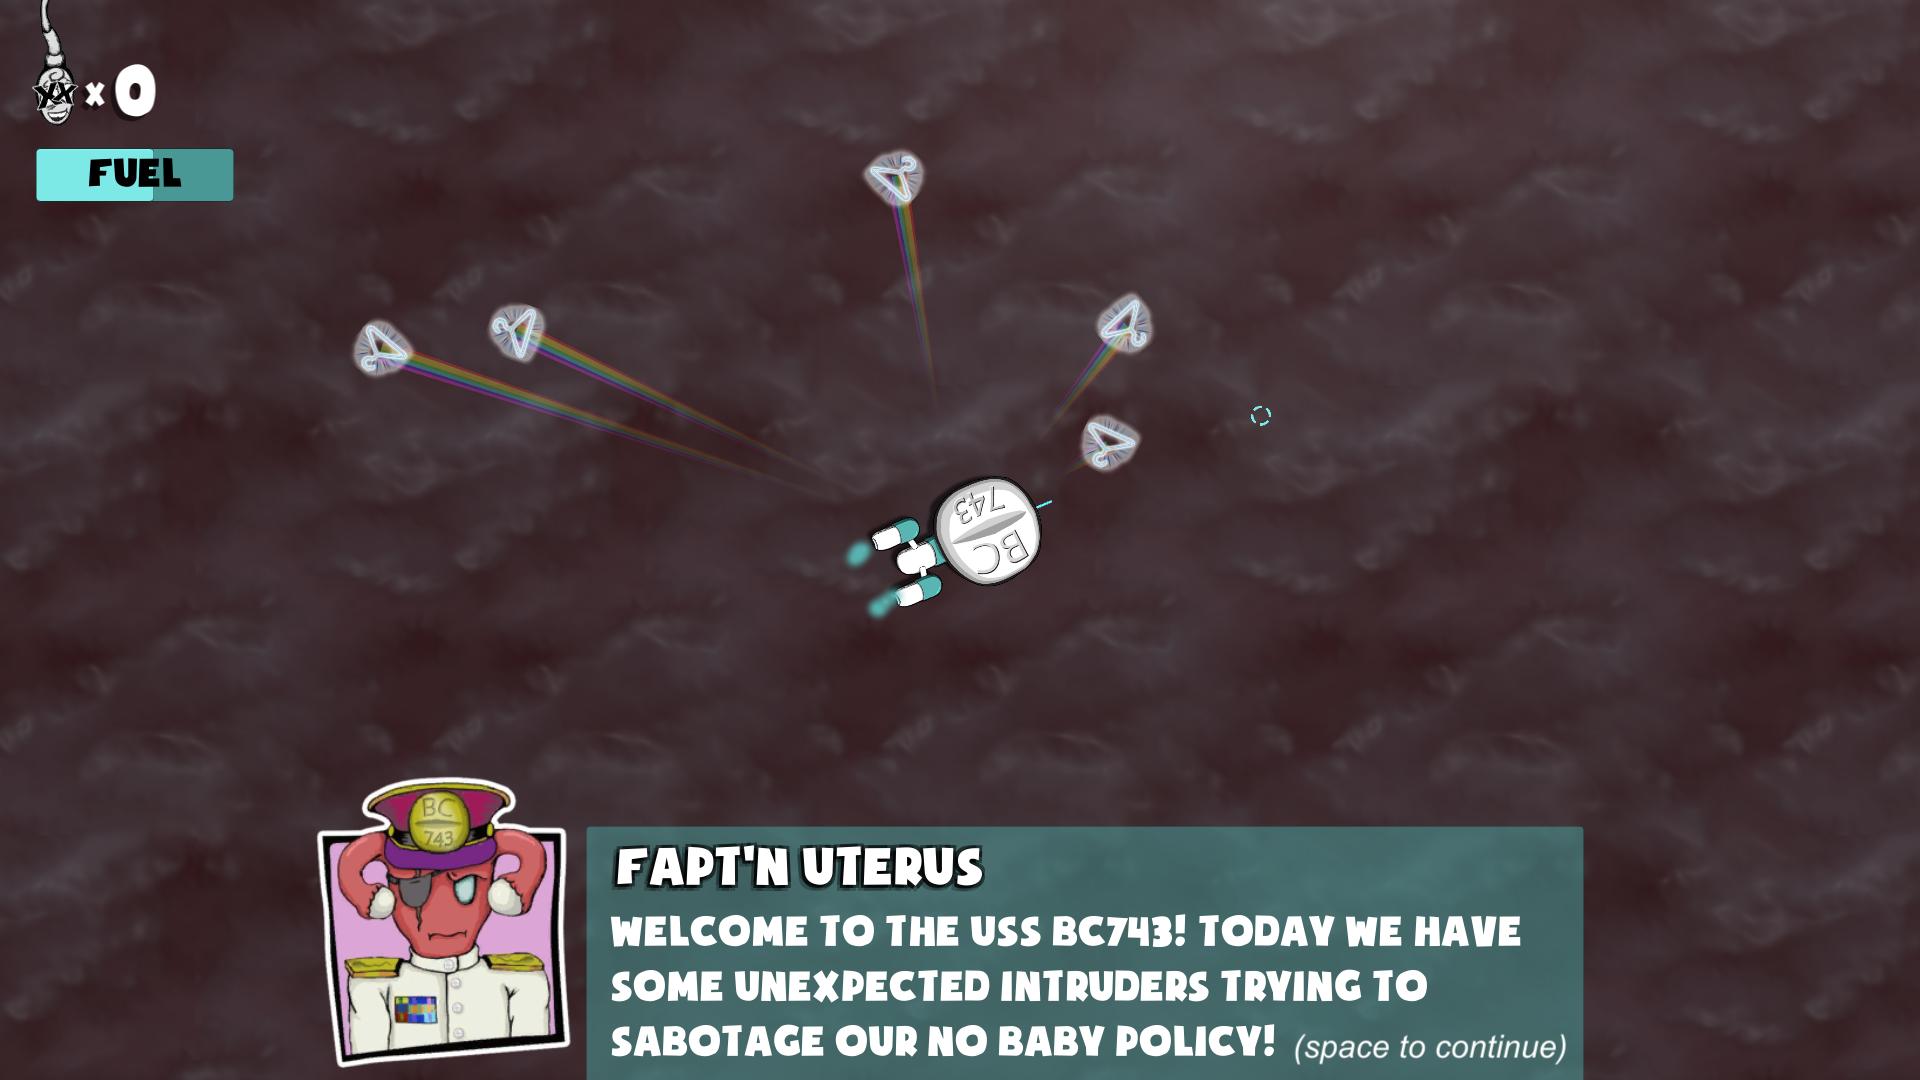 x0
FUEL
743
BC
BC
743
FAPT'N UTERUS
WELCOME TO THE USS BC743! TODAY WE HAVE
SOME UNEXPECTED INTRUDERS TRYING TO
SABOTAGE OUR NO BABY POLICY! (space to continue)